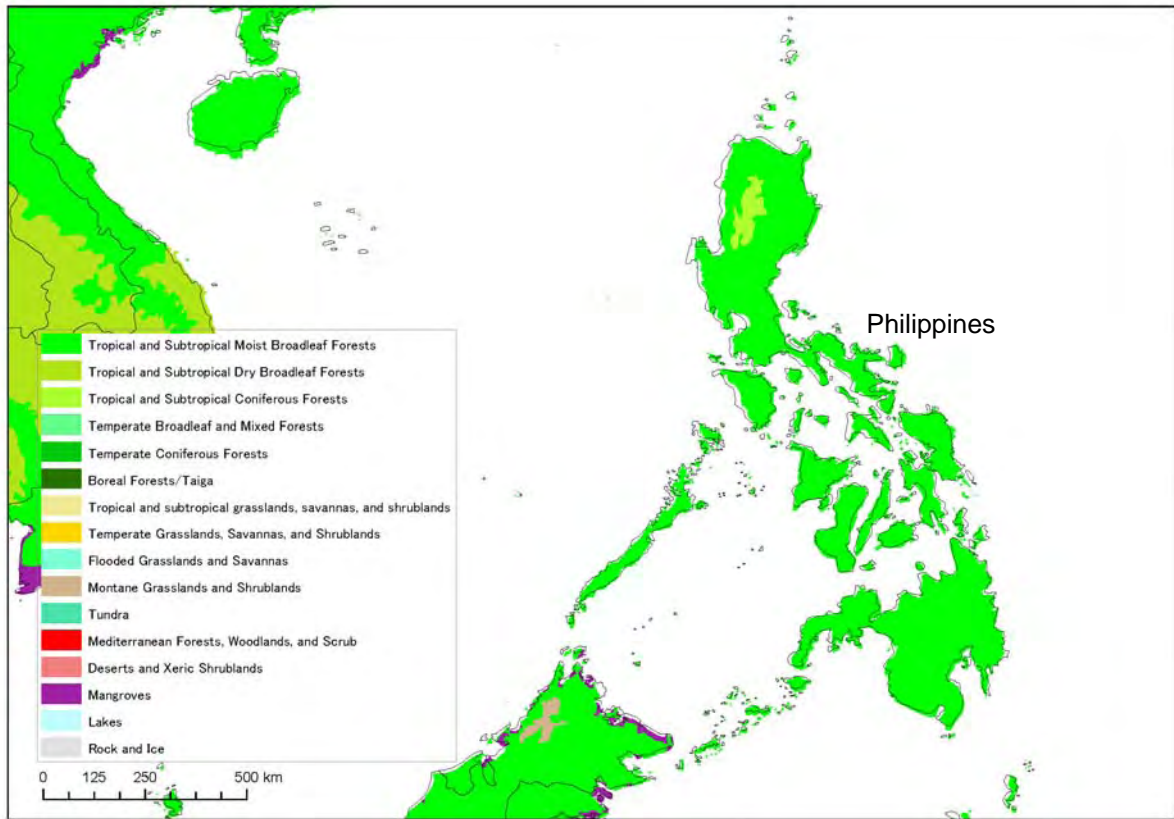 Philippines
Tropical and Subtropical Moist Broadleaf Forests
Tropical and Subtropical Dry Broadleaf Forests
Tropical and Subtropical Coniferous Forests
Temperate Broadleaf and Mixed Forests
Temperate Coniferous Forests
Boreal Forests/Taiga
Tropical and subtropical grasslands, savannas, and shrublands
Temperate Grasslands, Savannas, and Shrublands
Flooded Grasslands and Savannas
Montane Grasslands and Shrublands
Tundra
Mediterranean Forests, Woodlands, and Scrub
Deserts and Xeric Shrublands
Mangroves
Lakes
Rock and Ice
0 125 250 500 km